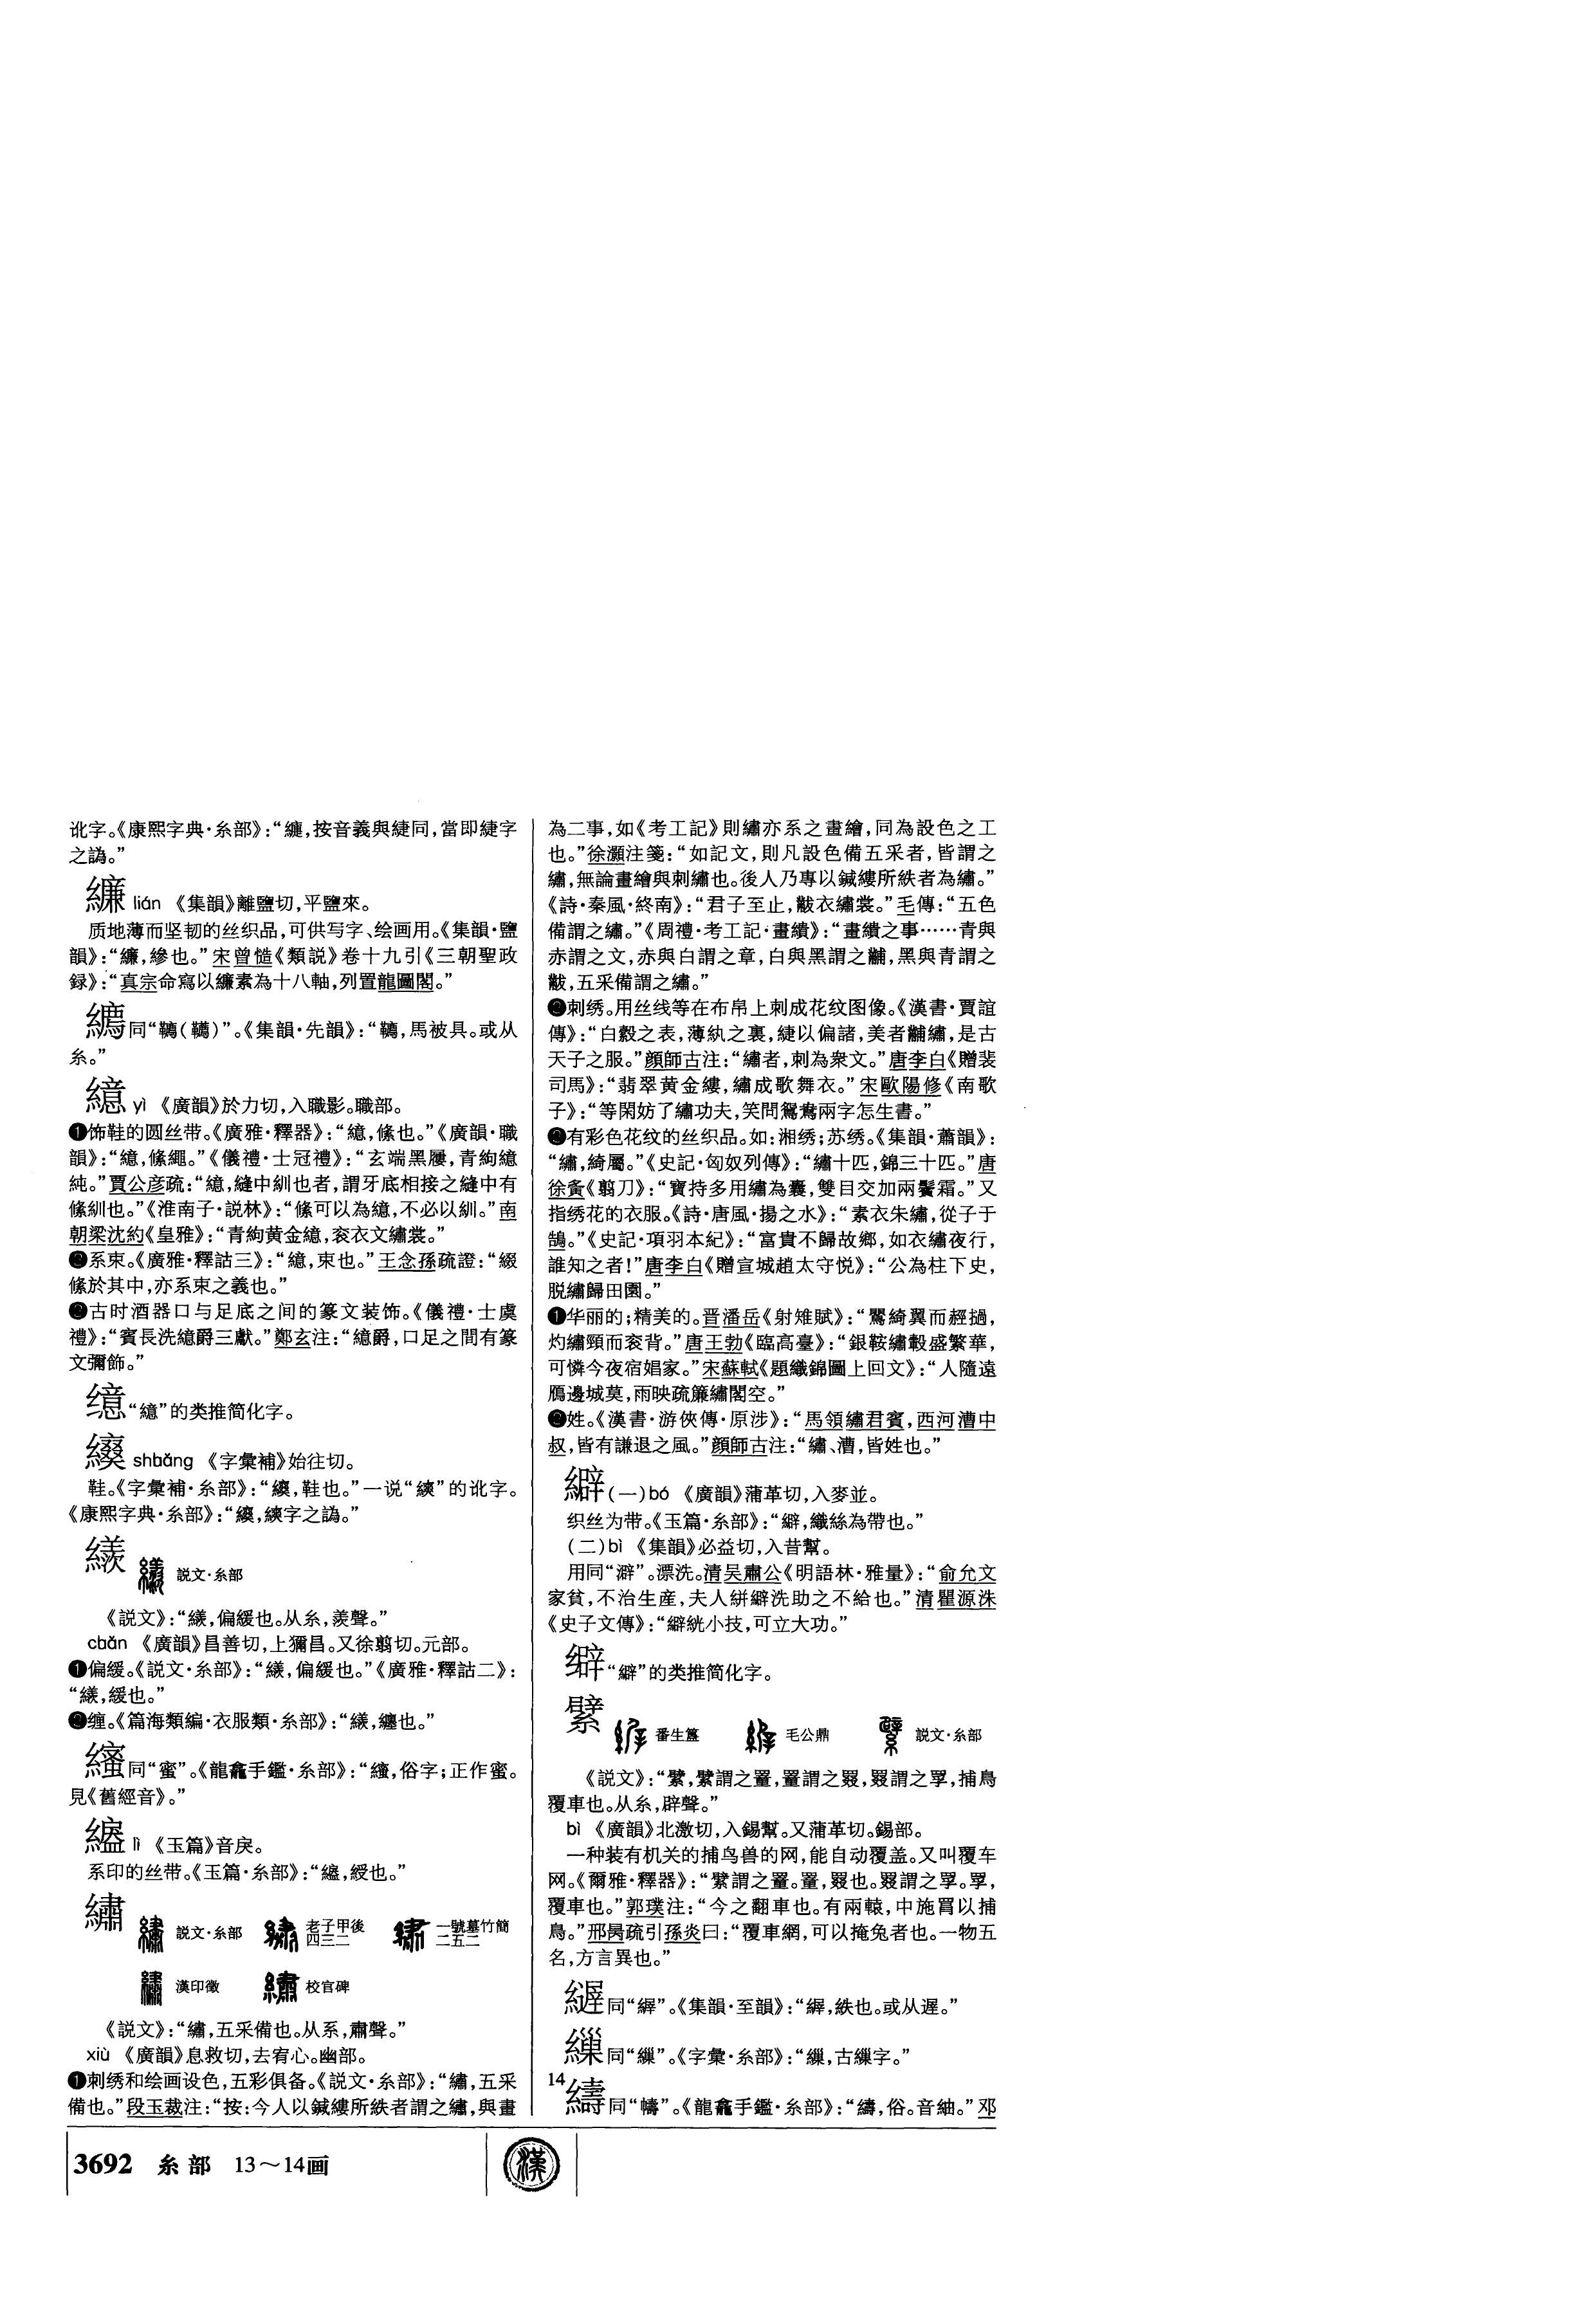 讹字。《康熙字典·糸部》：“緶，按音義與緁同，當即緁字
之譌。”
䌞 lián 《集韻》離鹽切，平鹽來。
质地薄而坚韧的丝织品，可供写字、绘画用。《集韻·鹽
韻》：“䌞，縿也。”宋曾慥《類説》卷十九引《三朝聖政
録》：“真宗命寫以䌞素為十八軸，列置龍圖閣。”
同“韉（韀）”。《集韻·先韻》：“韉，馬被具。或从
糸。”
繶 yì 《廣韻》於力切，入職影。職部。
❶饰鞋的圆丝带。《廣雅·釋器》：“繶，絛也。”《廣韻·職
韻》：“繶，絛繩。”《儀禮·士冠禮》：“玄端黑屨，青絇繶
純。”賈公彦疏：“繶，縫中紃也者，謂牙底相接之縫中有
絛紃也。”《淮南子·説林》：“絛可以為繶，不必以紃。”南
朝梁沈約《皇雅》：“青絇黄金繶，衮衣文繡裳。”
❷系束。《廣雅·釋詁三》：“繶，束也。”王念孫疏證：“綴
絛於其中，亦系束之義也。”
❷古时酒器口与足底之间的篆文装饰。《儀禮·士虞
禮》：“賓長洗繶爵三獻。”鄭玄注：“繶爵，口足之間有篆
文彌飾。”
“繶”的类推简化字。
shbǎng 《字彙補》始往切。
鞋。《字彙補·糸部》：“，鞋也。”一说“”的讹字。
《康熙字典·糸部》：“，字之譌。”
繎 説文·糸部
《説文》：“，偏緩也。从糸，羨聲。”
cbǎn 《廣韻》昌善切，上獮昌。又徐翦切。元部。
❶偏缓。《説文·糸部》：“，偏緩也。”《廣雅·釋詁二》：
“，緩也。”
❷缠。《篇海類編·衣服類·糸部》：“，纏也。”
同“蜜”。《龍龕手鑑·糸部》：“，俗字；正作蜜。
見《舊經音》。”
lì 《玉篇》音戾。
系印的丝带。《玉篇·糸部》：“，綬也。”
繡 説文·糸部 老子甲後四三二 一號墓竹簡二五二
漢印徵 校官碑
《説文》：“繡，五采備也。从糸，肅聲。”
xiù 《廣韻》息救切，去宥心。幽部。
❶刺绣和绘画设色，五彩俱备。《説文·糸部》：“繡，五采
備也。”段玉裁注：“按：今人以鍼縷所紩者謂之繡，與畫
為二事，如《考工記》則繡亦系之畫繪，同為設色之工
也。”徐灝注箋：“如記文，則凡設色備五采者，皆謂之
繡，無論畫繪與刺繡也。後人乃專以鍼縷所紩者為繡。”
《詩·秦風·終南》：“君子至止，黻衣繡裳。”毛傳：“五色
備謂之繡。”《周禮·考工記·畫繢》：“畫繢之事……青與
赤謂之文，赤與白謂之章，白與黑謂之黼，黑與青謂之
黻，五采備謂之繡。”
❷刺绣。用丝线等在布帛上刺成花纹图像。《漢書·賈誼
傳》：“白縠之表，薄紈之裏，緁以偏諸，美者黼繡，是古
天子之服。”顔師古注：“繡者，刺為衆文。”唐李白《贈裴
司馬》：“翡翠黄金縷，繡成歌舞衣。”宋歐陽修《南歌
子》：“等閑妨了繡功夫，笑問鴛鴦兩字怎生書。”
❷有彩色花纹的丝织品。如：湘绣；苏绣。《集韻·蕭韻》：
“繡，綺屬。”《史記·匈奴列傳》：“繡十匹，錦三十匹。”唐
徐夤《翦刀》：“寶持多用繡為囊，雙目交加兩鬢霜。”又
指绣花的衣服。《詩·唐風·揚之水》：“素衣朱繡，從子于
鵠。”《史記·項羽本紀》：“富貴不歸故鄉，如衣繡夜行，
誰知之者！”唐李白《贈宣城趙太守悦》：“公為柱下史，
脱繡歸田園。”
❶华丽的；精美的。晋潘岳《射雉賦》：“鶩綺翼而䞓撾，
灼繡頸而衮背。”唐王勃《臨高臺》：“銀鞍繡轂盛繁華，
可憐今夜宿娼家。”宋蘇軾《題織錦圖上回文》：“人隨遠
鴈邊城莫，雨映疏簾繡閣空。”
❷姓。《漢書·游俠傳·原涉》：“馬領繡君賓，西河漕中
叔，皆有謙退之風。”顔師古注：“繡、漕，皆姓也。”
繴（一）bó 《廣韻》蒲革切，入麥並。
织丝为带。《玉篇·糸部》：“繴，織絲為帶也。”
（二）bì 《集韻》必益切，入昔幫。
用同“澼”。漂洗。清吴肅公《明語林·雅量》：“俞允文
家貧，不治生産，夫人絣繴洗助之不給也。”清瞿源洙
《史子文傳》：“繴絖小技，可立大功。”
“繴”的类推简化字。
繴 番生簋 毛公鼎 説文·糸部
《説文》：“繴，繴謂之罿，罿謂之罬，罬謂之罦，捕鳥
覆車也。从糸，辟聲。”
bì 《廣韻》北激切，入錫幫。又蒲革切。錫部。
一种装有机关的捕鸟兽的网，能自动覆盖。又叫覆车
网。《爾雅·釋器》：“繴謂之罿。罿，罬也。罬謂之罦。罦，
覆車也。”郭璞注：“今之翻車也。有兩轅，中施罥以捕
鳥。”邢昺疏引孫炎曰：“覆車網，可以掩兔者也。一物五
名，方言異也。”
同“䊧”。《集韻·至韻》：“，紩也。或从遲。”
同“繅”。《字彙·糸部》：“，古繅字。”
14
同“幬”。《龍龕手鑑·糸部》：“，俗。音紬。”邓
3692 糸部 13～14画
漢